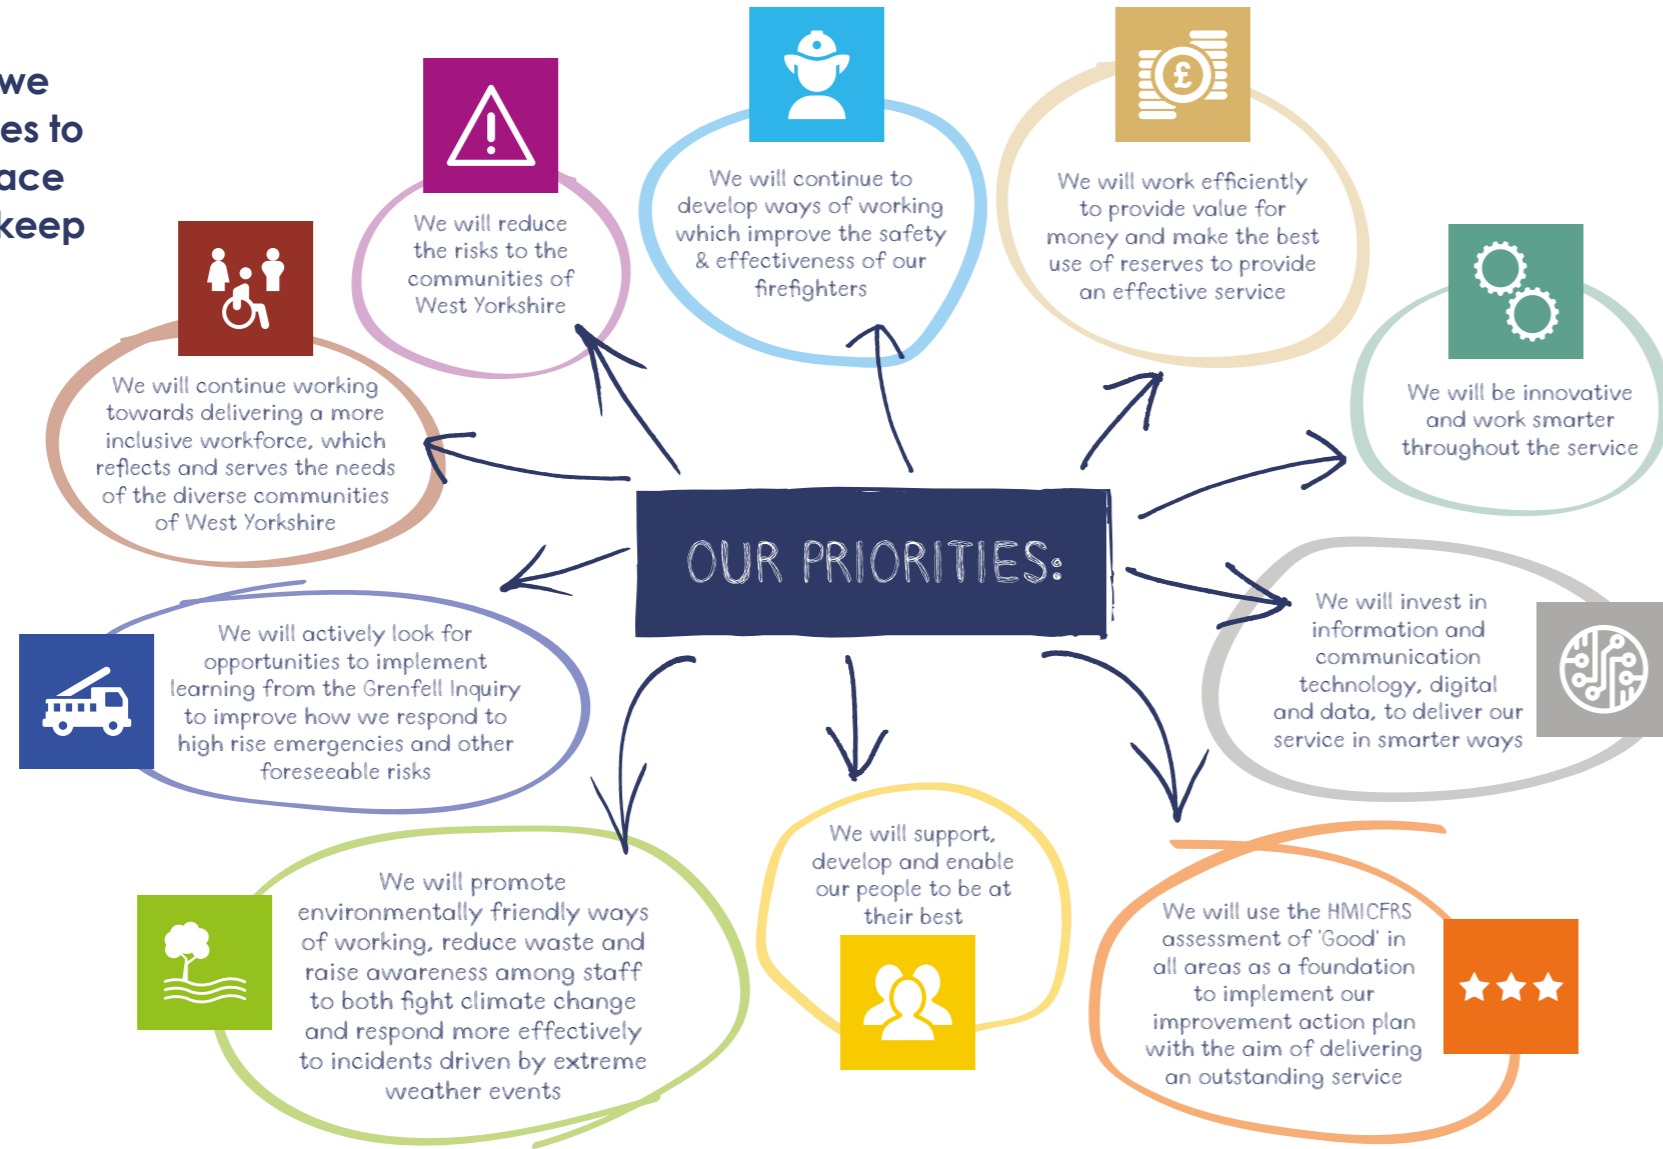 we
es to
ace
keep
We will reduce
the risks to the
communities of
West Yorkshire
We will continue to
develop ways of working
which improve the safety
& effectiveness of our
firefighters
We will work efficiently
to provide value for
money and make the best
use of reserves to provide
an effective service
£
We will be innovative
and work smarter
throughout the service
We will continue working
towards delivering a more
inclusive workforce, which
reflects and serves the needs
of the diverse communities
of West Yorkshire
OUR PRIORITIES:
We will invest in
information and
communication
technology, digital
and data, to deliver our
service in smarter ways
We will actively look for
opportunities to implement
learning from the Grenfell Inquiry
to improve how we respond to
high rise emergencies and other
foreseeable risks
We will promote
environmentally friendly ways
of working, reduce waste and
raise awareness among staff
to both fight climate change
and respond more effectively
to incidents driven by extreme
weather events
We will support,
develop and enable
our people to be at
their best
We will use the HMICFRS
assessment of 'Good' in
all areas as a foundation
to implement our
improvement action plan
with the aim of delivering
an outstanding service